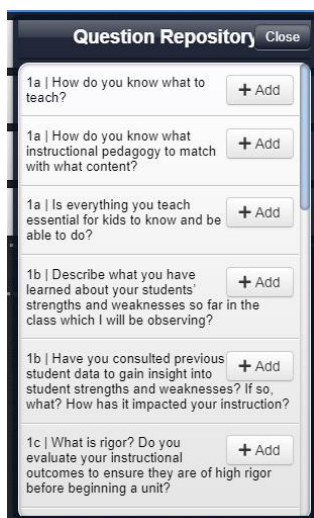 Question Repository Close
1a | How do you know what to
teach?
+ Add
1a | How do you know what
instructional pedagogy to match
with what content?
+ Add
1a | Is everything you teach
essential for kids to know and be
able to do?
+ Add
1b | Describe what you have
learned about your students'
strengths and weaknesses so far in the
class which I will be observing?
+ Add
1b | Have you consulted previous
student data to gain insight into
student strengths and weaknesses? If so,
what? How has it impacted your instruction?
+ Add
1c | What is rigor? Do you
evaluate your instructional
outcomes to ensure they are of high rigor
before beginning a unit?
+ Add